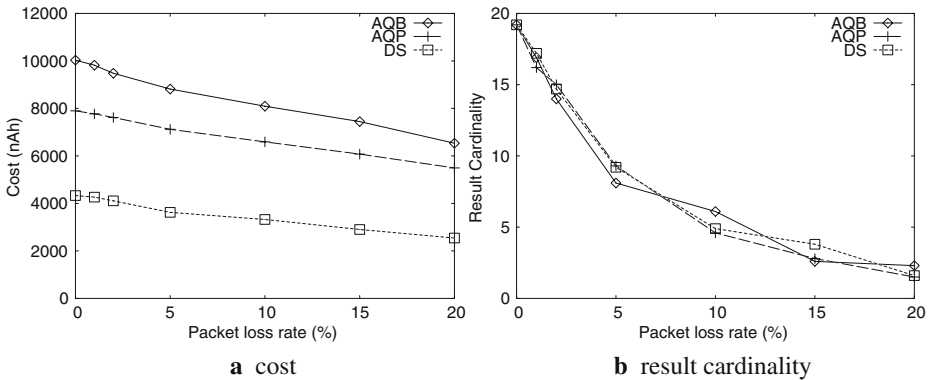 12000
10000
8000
6000
4000
2000
0
Cost (nAh)
AQB
AQP
DS
0 5 10 15 20
Packet loss rate (%)
a cost
20
15
10
5
0
Result Cardinality
AQB
AQP
DS
0 5 10 15 20
Packet loss rate (%)
b result cardinality